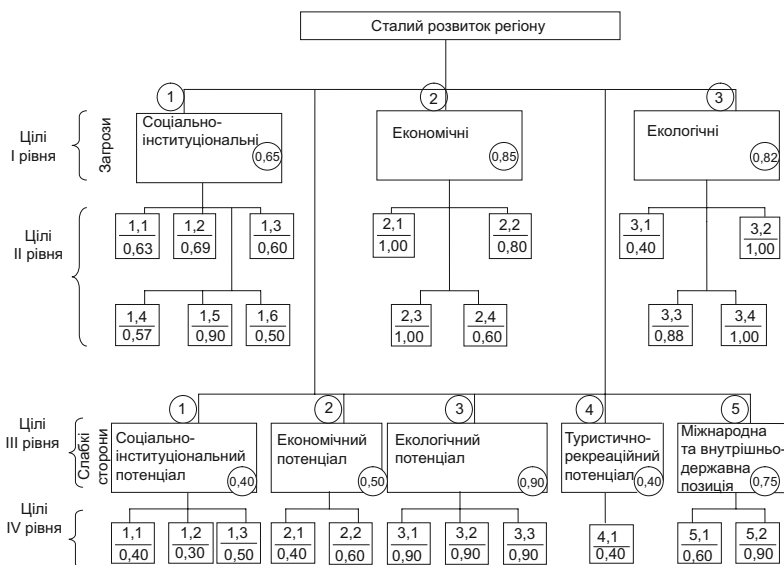 Сталий розвиток регіону
1
2
3
Цілі
I рівня
Загрози
Соціально-
інституціональні
0,65
Економічні
0,85
Екологічні
0,82
Цілі
II рівня
1,1
0,63
1,2
0,69
1,3
0,60
2,1
1,00
2,2
0,80
3,1
0,40
3,2
1,00
1,4
0,57
1,5
0,90
1,6
0,50
2,3
1,00
2,4
0,60
3,3
0,88
3,4
1,00
1
2
3
4
5
Цілі
III рівня
Слабкі
сторони
Соціально-
інституціональний
потенціал
0,40
Економічний
потенціал
0,50
Екологічний
потенціал
0,90
Туристично-
рекреаційний
потенціал
0,40
Міжнародна
та внутрішньо-
державна
позиція
0,75
Цілі
IV рівня
1,1
0,40
1,2
0,30
1,3
0,50
2,1
0,40
2,2
0,60
3,1
0,90
3,2
0,90
3,3
0,90
4,1
0,40
5,1
0,60
5,2
0,90